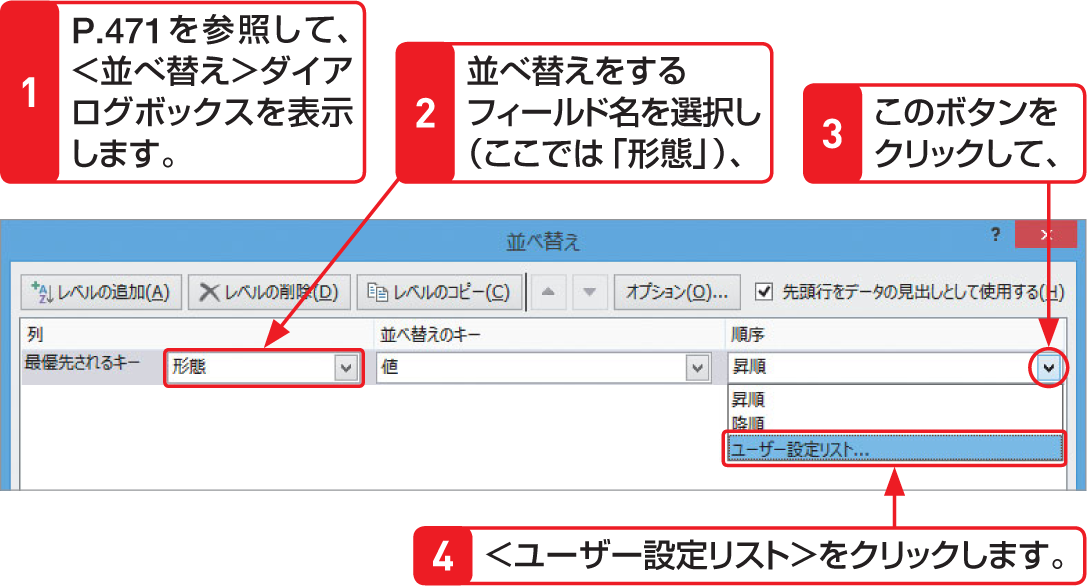 1
P.471を参照して、
＜並べ替え＞ダイア
ログボックスを表示
します。
2
並べ替えをする
フィールド名を選択し
（ここでは「形態」）、
3
このボタンを
クリックして、
並べ替え
? ×
レベルの追加(A) レベルの削除(D) レベルのコピー(C) オプション(O)... 先頭行をデータの見出しとして使用する(H)
列 並べ替えのキー 順序
最優先されるキー 形態 値 昇順
昇順
降順
ユーザー設定リスト...
4 ＜ユーザー設定リスト＞をクリックします。